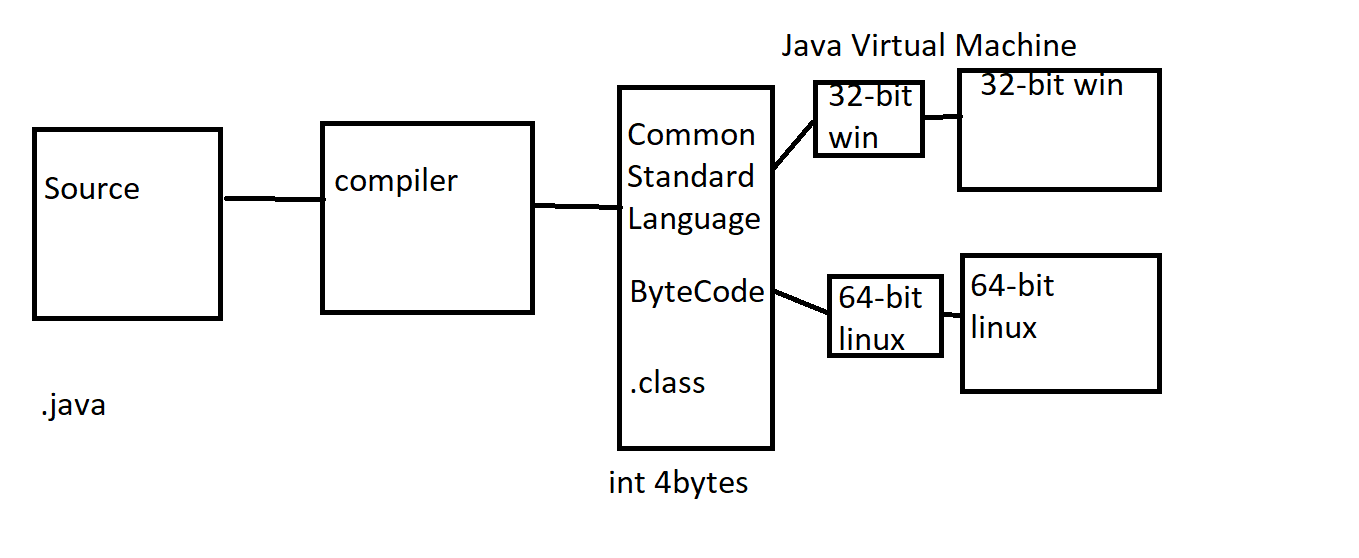 Java Virtual Machine
Source
.java
compiler
Common
Standard
Language
ByteCode
.class
int 4bytes
32-bit
win
32-bit win
64-bit
linux
64-bit
linux